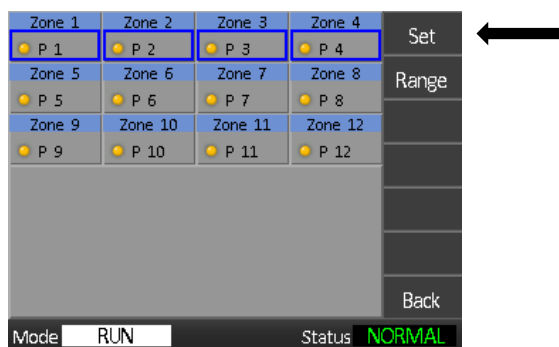 Zone 1 Zone 2 Zone 3 Zone 4 Set
P 1 P 2 P 3 P 4
Zone 5 Zone 6 Zone 7 Zone 8 Range
P 5 P 6 P 7 P 8
Zone 9 Zone 10 Zone 11 Zone 12
P 9 P 10 P 11 P 12
Back
Mode RUN Status NORMAL